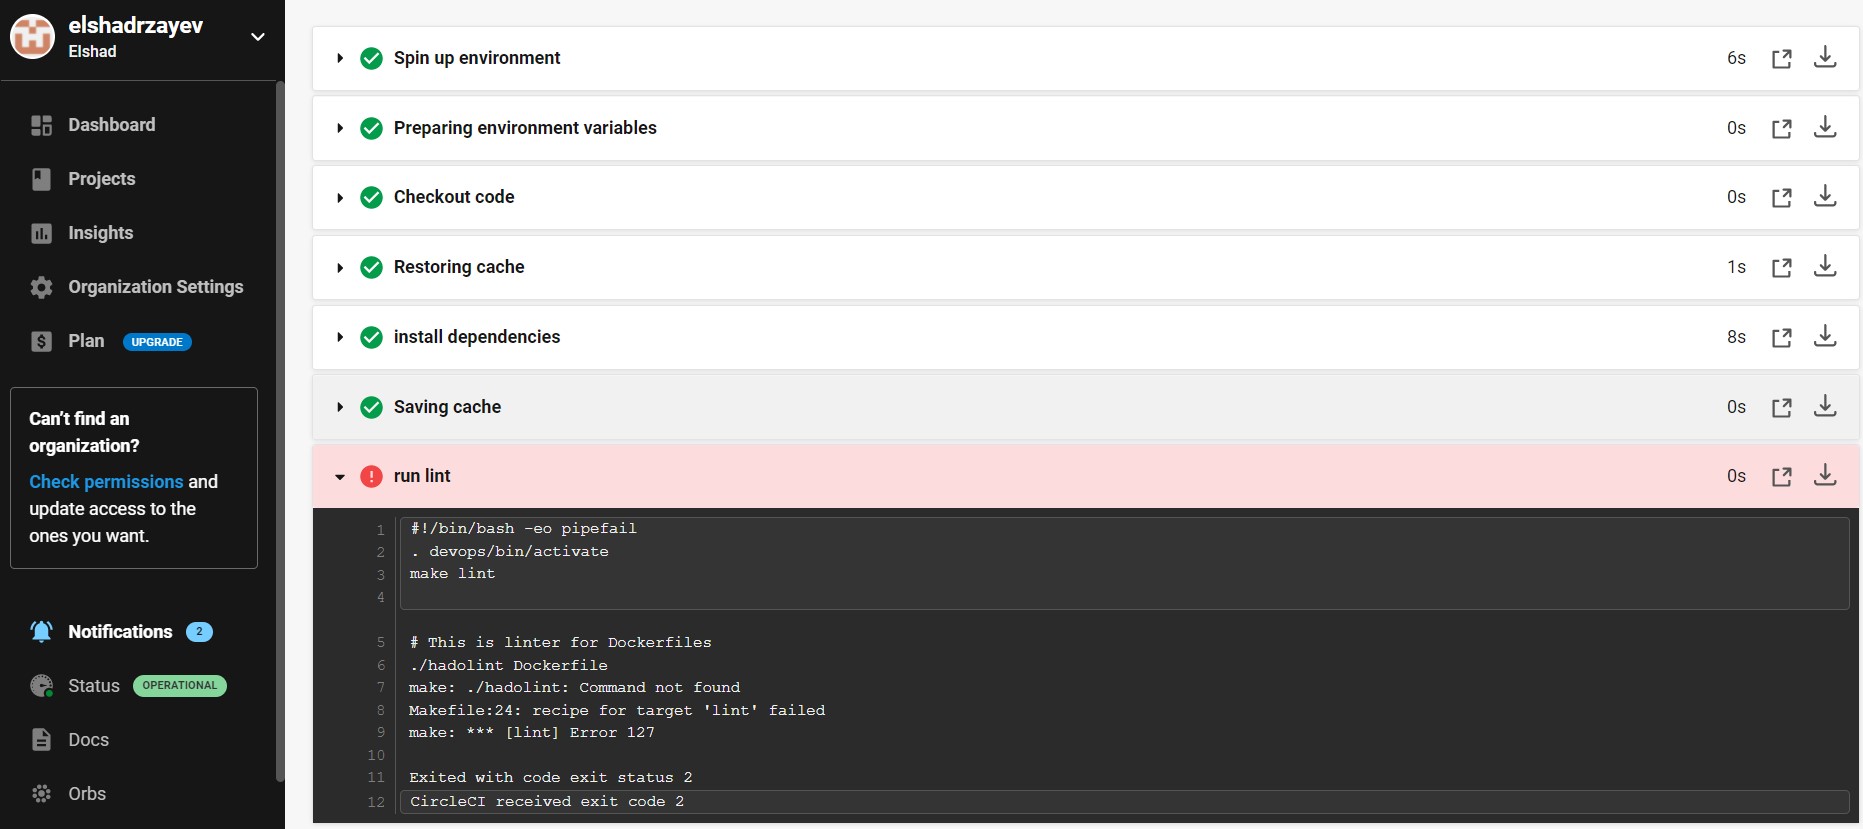 elshadrzayev
Elshad
Dashboard
Projects
Insights
Organization Settings
Plan UPGRADE
Can't find an
organization?
Check permissions and
update access to the
ones you want.
Notifications 2
Status OPERATIONAL
Docs
Orbs
Spin up environment 6s
Preparing environment variables 0s
Checkout code 0s
Restoring cache 1s
install dependencies 8s
Saving cache 0s
run lint 0s
1 #!/bin/bash -eo pipefail
2 . devops/bin/activate
3 make lint
4
5 # This is linter for Dockerfiles
6 ./hadolint Dockerfile
7 make: ./hadolint: Command not found
8 Makefile:24: recipe for target 'lint' failed
9 make: *** [lint] Error 127
10
11 Exited with code exit status 2
12 CircleCI received exit code 2